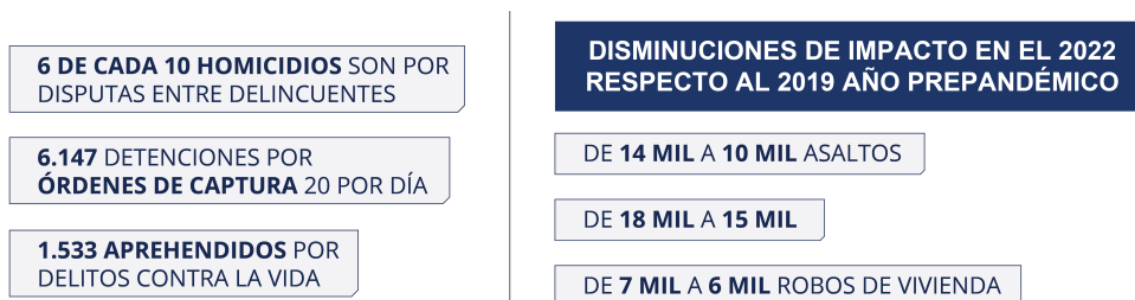 6 DE CADA 10 HOMICIDIOS SON POR
DISPUTAS ENTRE DELINCUENTES
6.147 DETENCIONES POR
ÓRDENES DE CAPTURA 20 POR DÍA
1.533 APREHENDIDOS POR
DELITOS CONTRA LA VIDA
DISMINUCIONES DE IMPACTO EN EL 2022
RESPECTO AL 2019 AÑO PREPANDÉMICO
DE 14 MIL A 10 MIL ASALTOS
DE 18 MIL A 15 MIL
DE 7 MIL A 6 MIL ROBOS DE VIVIENDA